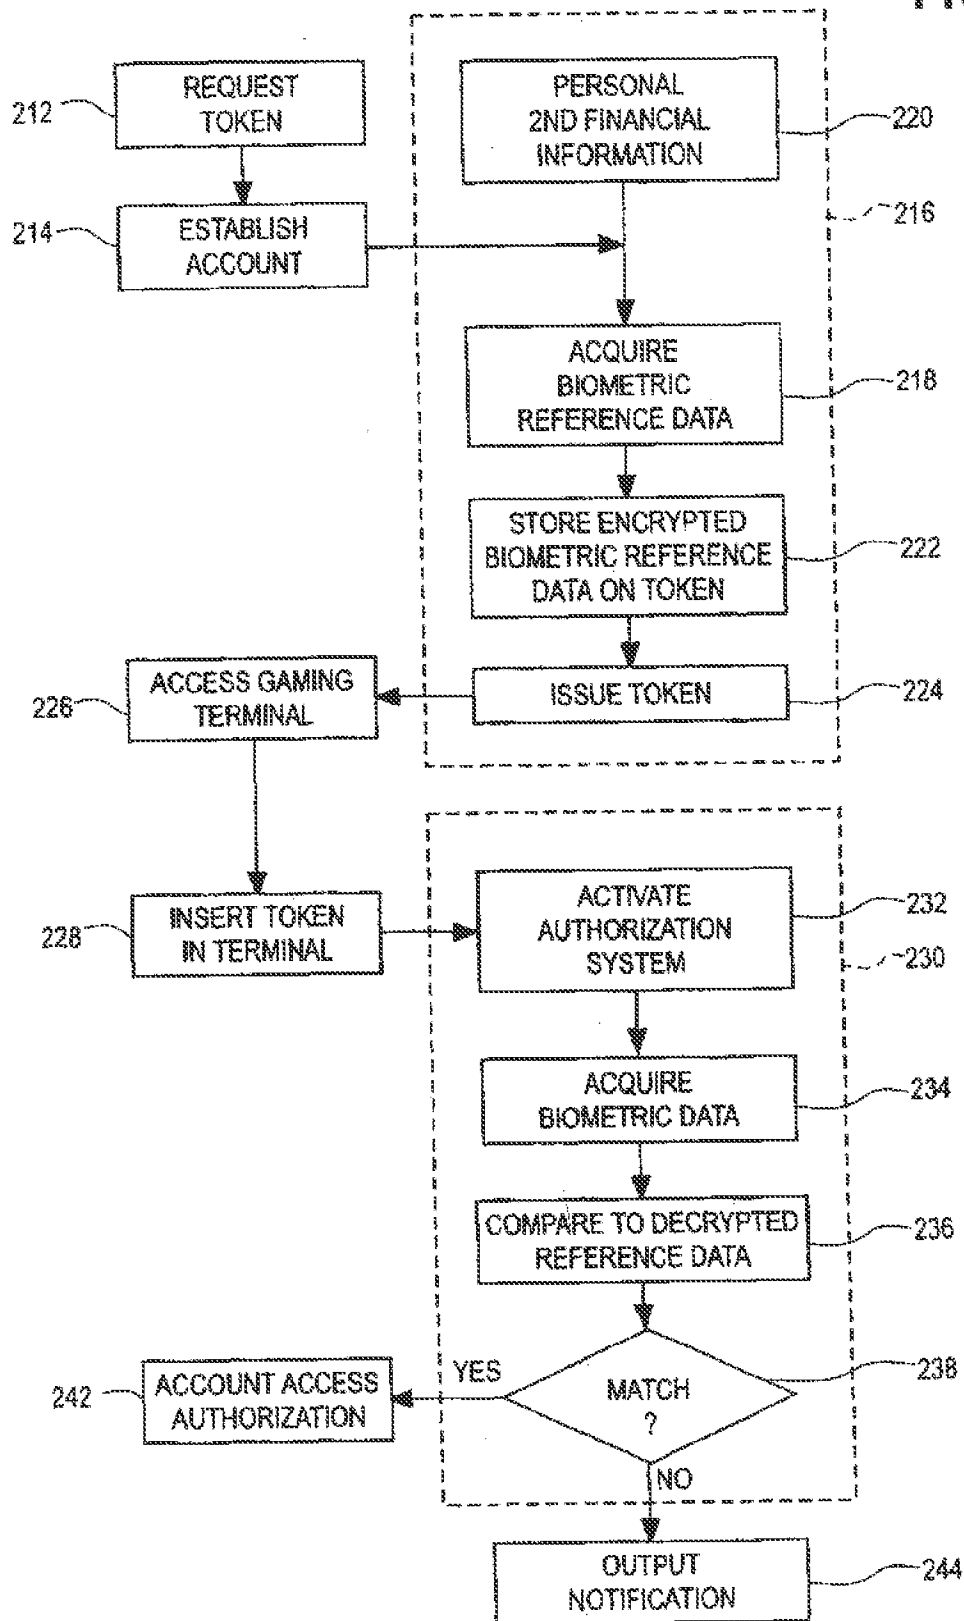 REQUEST
TOKEN
212
PERSONAL
2ND FINANCIAL
INFORMATION
220
ESTABLISH
ACCOUNT
214
216
ACQUIRE
BIOMETRIC
REFERENCE DATA
218
STORE ENCRYPTED
BIOMETRIC REFERENCE
DATA ON TOKEN
222
ISSUE TOKEN
224
ACCESS GAMING
TERMINAL
226
INSERT TOKEN
IN TERMINAL
228
ACTIVATE
AUTHORIZATION
SYSTEM
232
230
ACQUIRE
BIOMETRIC DATA
234
COMPARE TO DECRYPTED
REFERENCE DATA
236
MATCH
?
238
YES
ACCOUNT ACCESS
AUTHORIZATION
242
NO
OUTPUT
NOTIFICATION
244